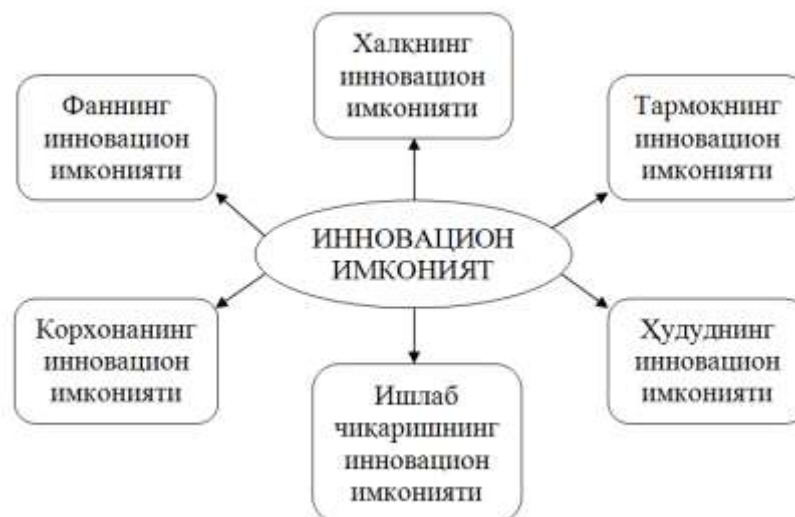 Халқнинг
инновацион
имконияти
Фаннинг
инновацион
имконияти
Тармоқнинг
инновацион
имконияти
ИННОВАЦИОН
ИМКОНИЯТ
Корхонанинг
инновацион
имконияти
Ҳудуднинг
инновацион
имконияти
Ишлаб
чиқаришнинг
инновацион
имконияти